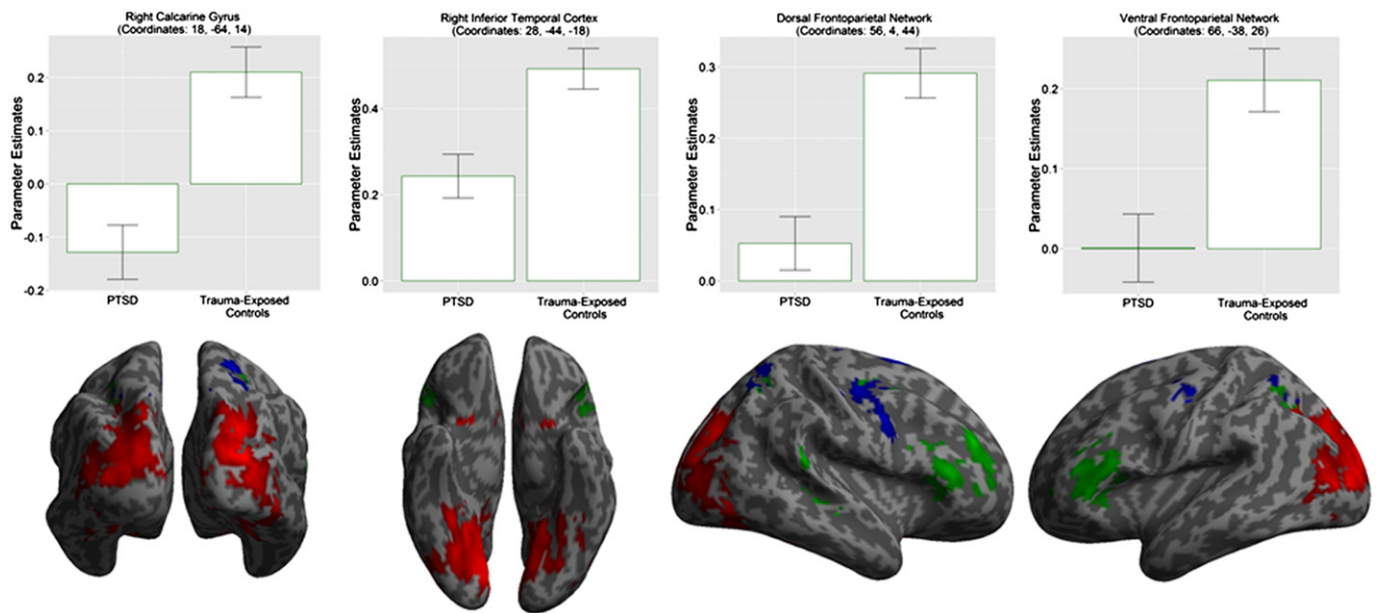 Right Calcarine Gyrus
(Coordinates: 18, -64, 14)
Parameter Estimates
0.2
0.1
0.0
-0.1
-0.2
PTSD
Trauma-Exposed
Controls
Right Inferior Temporal Cortex
(Coordinates: 28, -44, -18)
Parameter Estimates
0.4
0.2
0.0
PTSD
Trauma-Exposed
Controls
Dorsal Frontoparietal Network
(Coordinates: 56, 4, 44)
Parameter Estimates
0.3
0.2
0.1
0.0
PTSD
Trauma-Exposed
Controls
Ventral Frontoparietal Network
(Coordinates: 66, -38, 26)
Parameter Estimates
0.2
0.1
0.0
PTSD
Trauma-Exposed
Controls